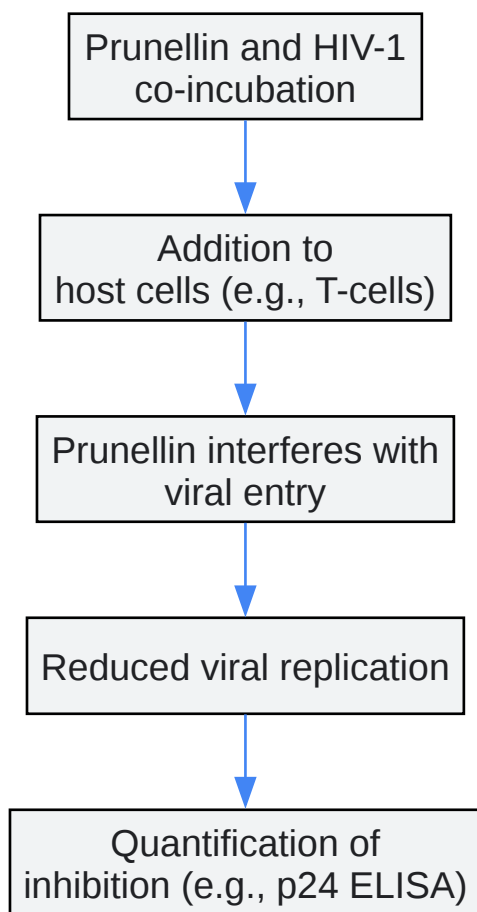 Prunellin and HIV-1
co-incubation
Addition to
host cells (e.g., T-cells)
Prunellin interferes with
viral entry
Reduced viral replication
Quantification of
inhibition (e.g., p24 ELISA)